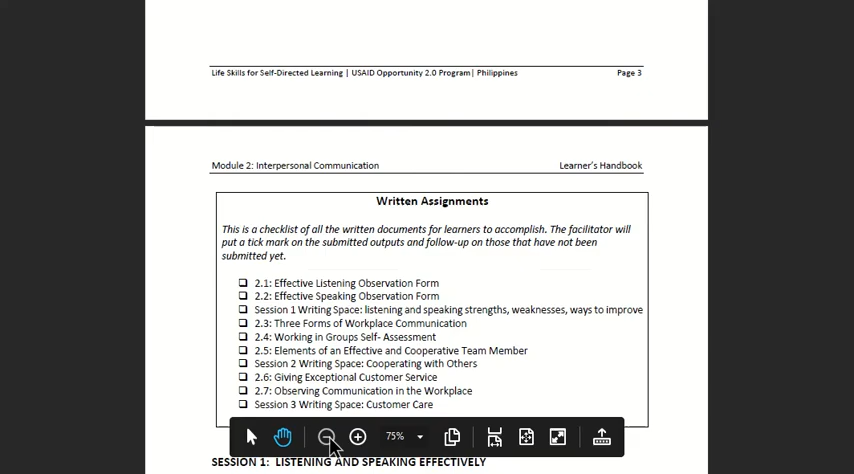 Life Skills for Self-Directed Learning | USAID Opportunity 2.0 Program| Philippines Page 3
Module 2: Interpersonal Communication Learner's Handbook
Written Assignments
This is a checklist of all the written documents for learners to accomplish. The facilitator will
put a tick mark on the submitted outputs and follow-up on those that have not been
submitted yet.
❑ 2.1: Effective Listening Observation Form
❑ 2.2: Effective Speaking Observation Form
❑ Session 1 Writing Space: listening and speaking strengths, weaknesses, ways to improve
❑ 2.3: Three Forms of Workplace Communication
❑ 2.4: Working in Groups Self- Assessment
❑ 2.5: Elements of an Effective and Cooperative Team Member
❑ Session 2 Writing Space: Cooperating with Others
❑ 2.6: Giving Exceptional Customer Service
❑ 2.7: Observing Communication in the Workplace
❑ Session 3 Writing Space: Customer Care
75%
SESSION 1: LISTENING AND SPEAKING EFFECTIVELY